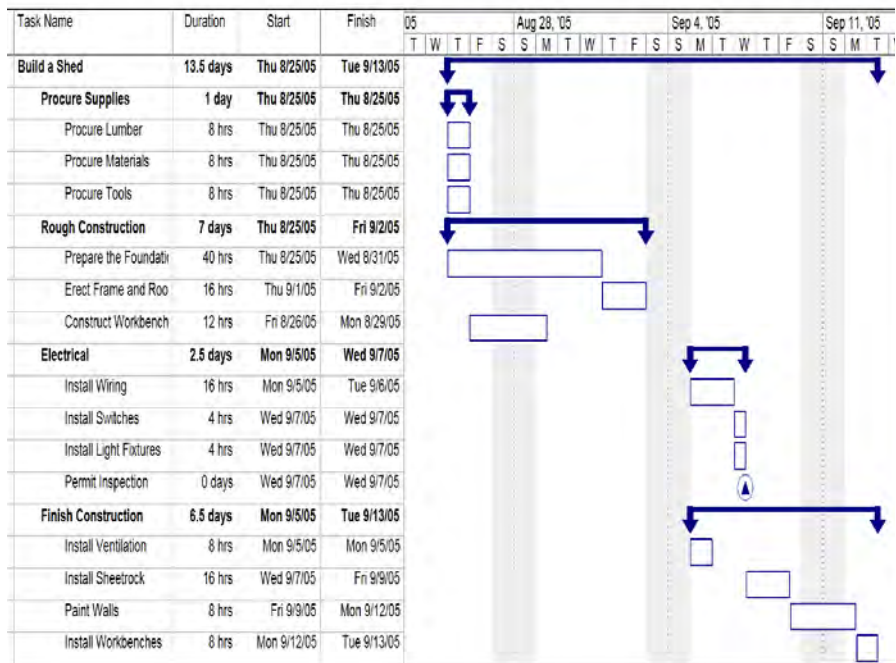 Task Name Duration Start Finish 05 Aug 28, '05 Sep 4, '05 Sep 11, '05
T W T F S S M T W T F S S M T W T F S S M T
Build a Shed 13.5 days Thu 8/25/05 Tue 9/13/05
Procure Supplies 1 day Thu 8/25/05 Thu 8/25/05
Procure Lumber 8 hrs Thu 8/25/05 Thu 8/25/05
Procure Materials 8 hrs Thu 8/25/05 Thu 8/25/05
Procure Tools 8 hrs Thu 8/25/05 Thu 8/25/05
Rough Construction 7 days Thu 8/25/05 Fri 9/2/05
Prepare the Foundati 40 hrs Thu 8/25/05 Wed 8/31/05
Erect Frame and Roo 16 hrs Thu 9/1/05 Fri 9/2/05
Construct Workbench 12 hrs Fri 8/26/05 Mon 8/29/05
Electrical 2.5 days Mon 9/5/05 Wed 9/7/05
Install Wiring 16 hrs Mon 9/5/05 Tue 9/6/05
Install Switches 4 hrs Wed 9/7/05 Wed 9/7/05
Install Light Fixtures 4 hrs Wed 9/7/05 Wed 9/7/05
Permit Inspection 0 days Wed 9/7/05 Wed 9/7/05
Finish Construction 6.5 days Mon 9/5/05 Tue 9/13/05
Install Ventilation 8 hrs Mon 9/5/05 Mon 9/5/05
Install Sheetrock 16 hrs Wed 9/7/05 Fri 9/9/05
Paint Walls 8 hrs Fri 9/9/05 Mon 9/12/05
Install Workbenches 8 hrs Mon 9/12/05 Tue 9/13/05